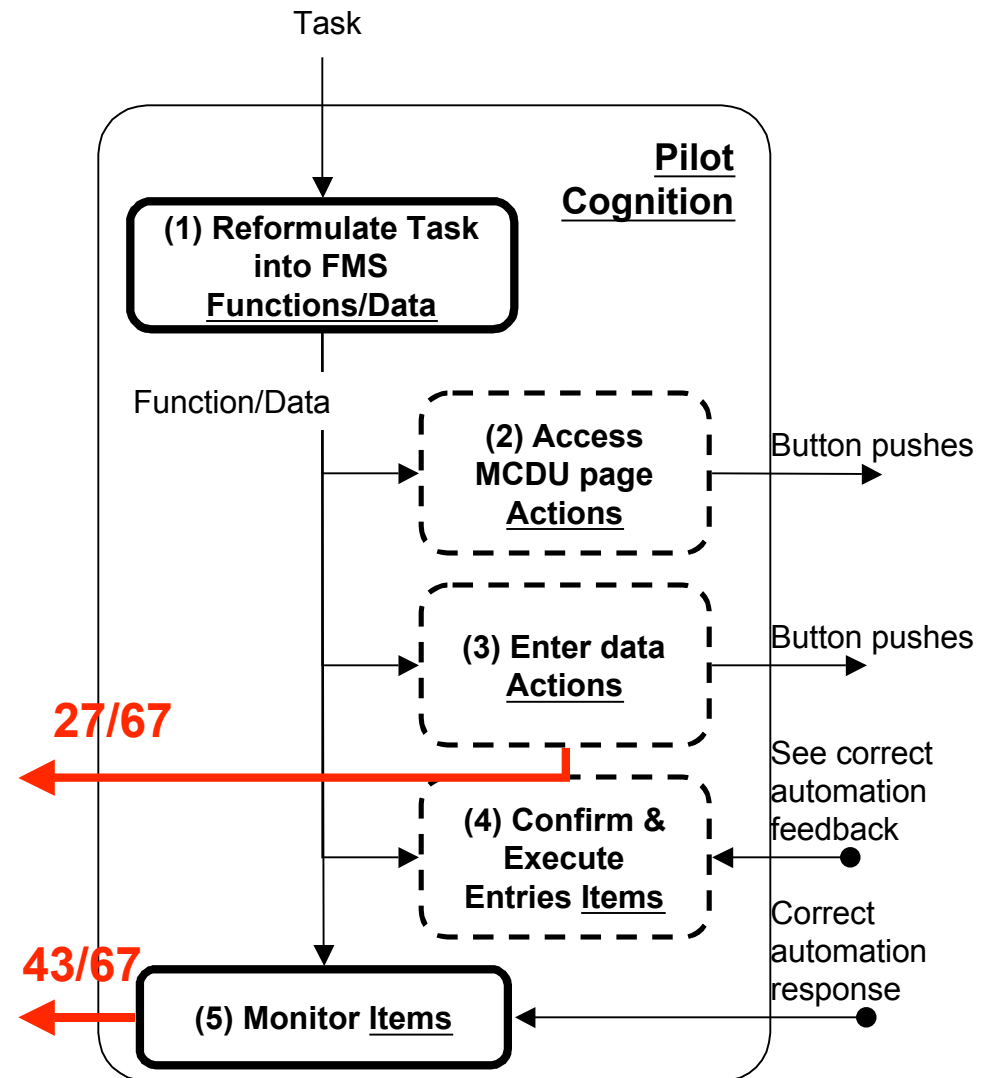 Task
Pilot
Cognition
(1) Reformulate Task
into FMS
Functions/Data
Function/Data
(2) Access
MCDU page
Actions
Button pushes
(3) Enter data
Actions
Button pushes
27/67
See correct
automation
feedback
(4) Confirm &
Execute
Entries Items
Correct
automation
response
43/67
(5) Monitor Items